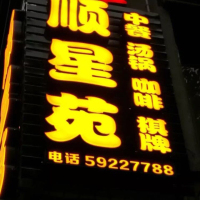 顺星苑
中餐 汤锅 咖啡 棋牌
电话 59227788